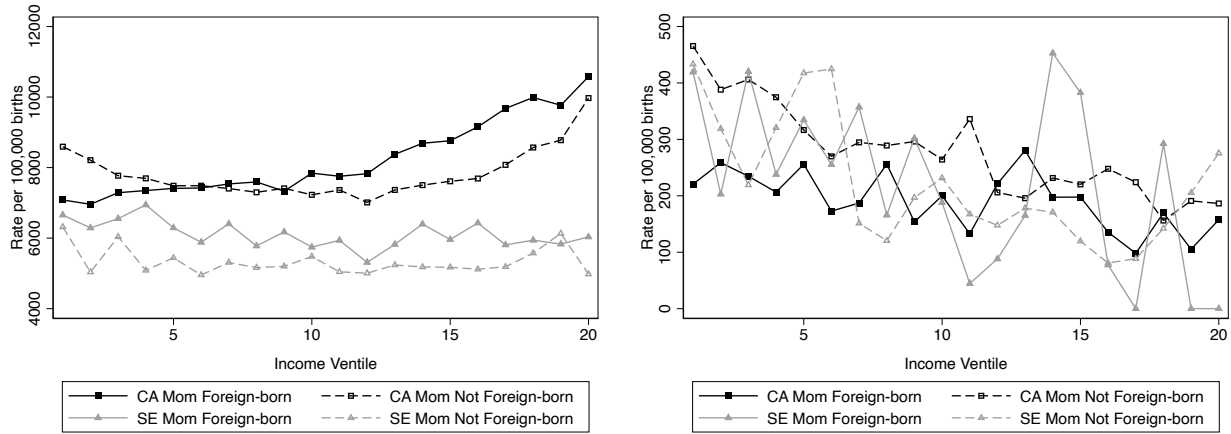 Rate per 100,000 births
12000
10000
8000
6000
4000
5
10
15
20
Income Ventile
CA Mom Foreign-born
CA Mom Not Foreign-born
SE Mom Foreign-born
SE Mom Not Foreign-born
Rate per 100,000 births
500
400
300
200
100
0
5
10
15
20
Income Ventile
CA Mom Foreign-born
CA Mom Not Foreign-born
SE Mom Foreign-born
SE Mom Not Foreign-born